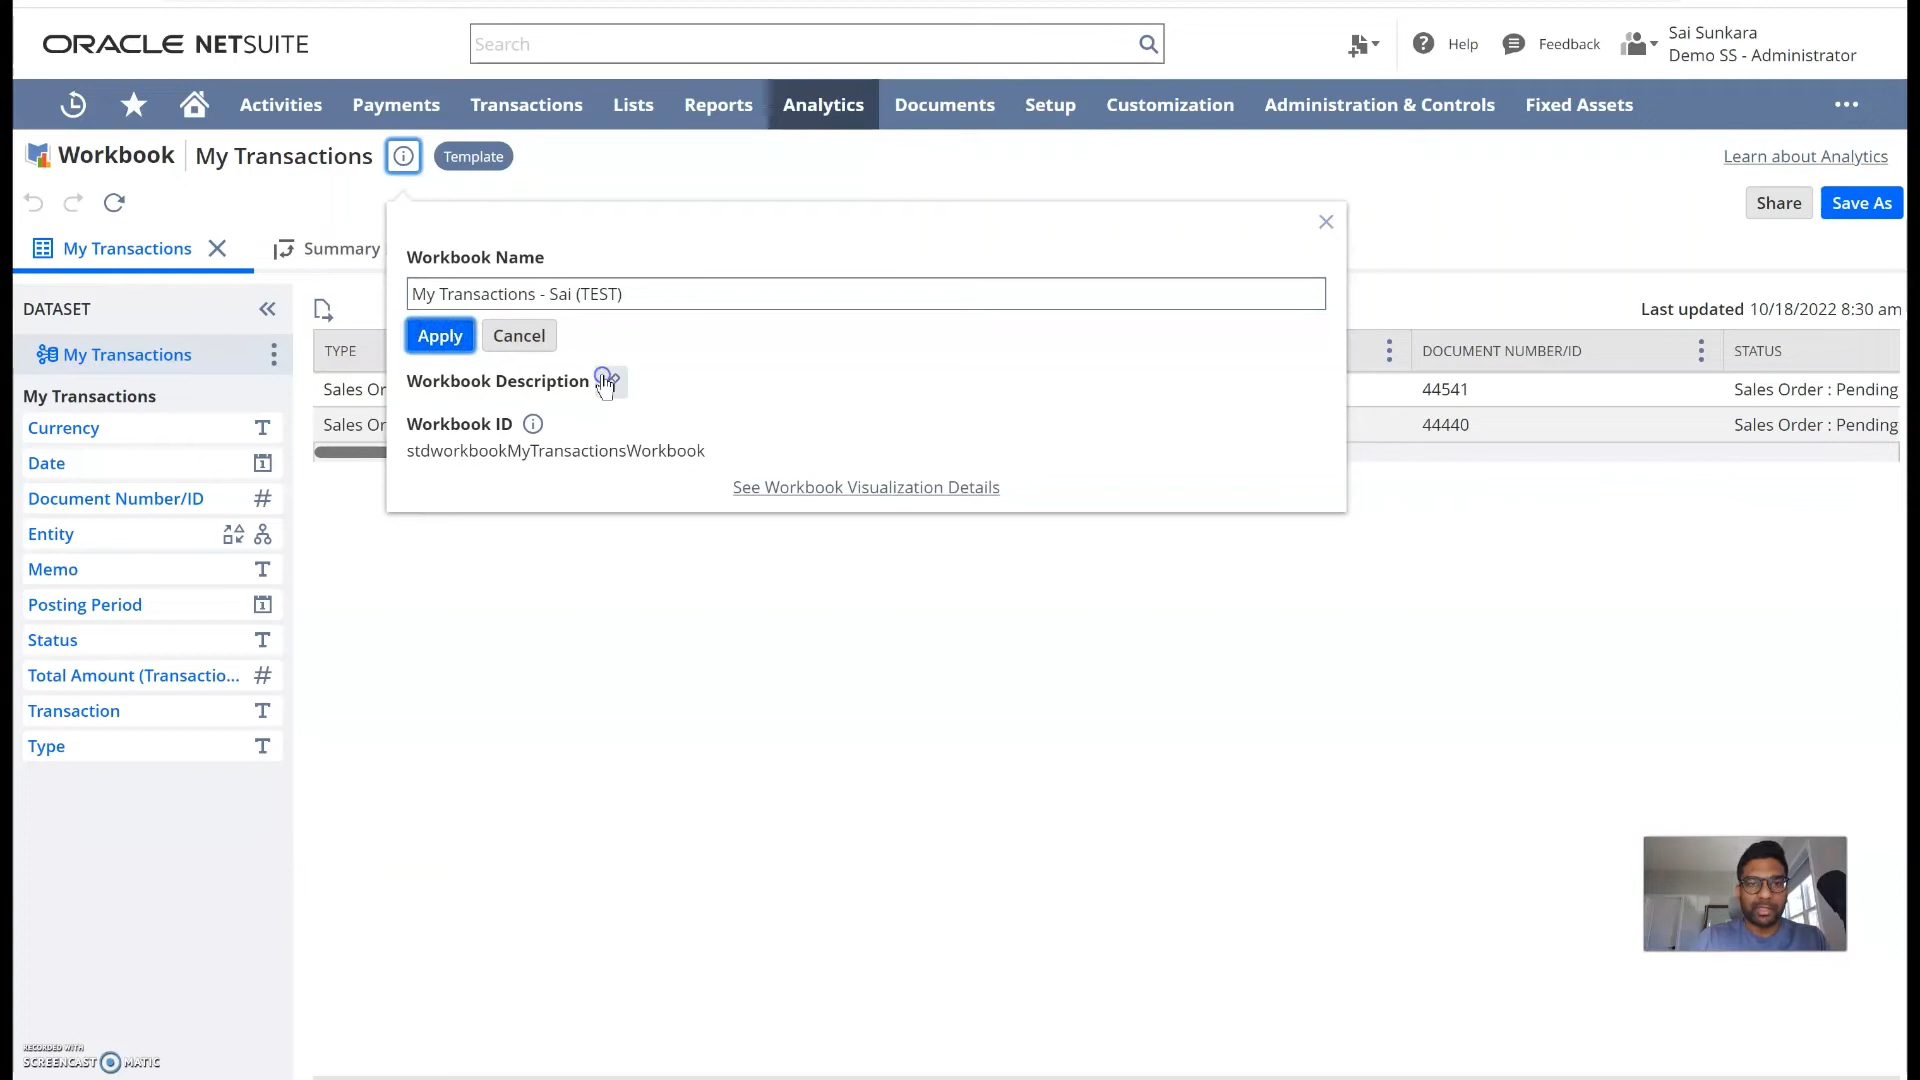 ORACLE NETSUITE
Search
Help
Feedback
Sai Sunkara
Demo SS - Administrator
Activities
Payments
Transactions
Lists
Reports
Analytics
Documents
Setup
Customization
Administration & Controls
Fixed Assets
Workbook
My Transactions
Template
Learn about Analytics
Share
Save As
My Transactions
Summary
Workbook Name
My Transactions - Sai (TEST)
Apply
Cancel
Workbook Description
Workbook ID
stdworkbookMyTransactionsWorkbook
See Workbook Visualization Details
DATASET
My Transactions
My Transactions
Currency
Date
Document Number/ID
Entity
Memo
Posting Period
Status
Total Amount (Transactio...
Transaction
Type
Last updated 10/18/2022 8:30 am
TYPE
DOCUMENT NUMBER/ID
STATUS
Sales Or
44541
Sales Order : Pending
Sales Or
44440
Sales Order : Pending
RECORDED WITH
SCREENCAST MATIC